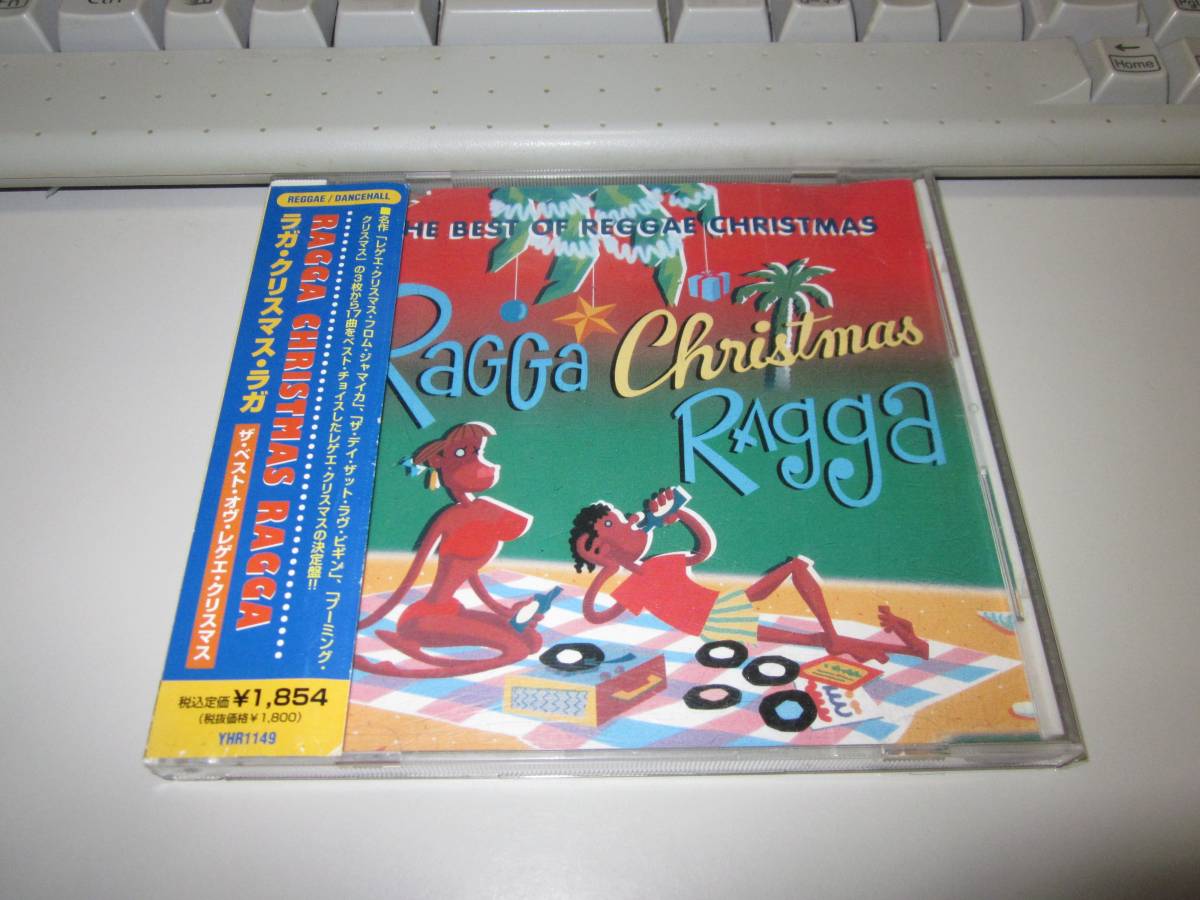 Home
REGGAE / DANCEHALL
■名作「レゲエ・クリスマス・フロム・ジャマイカ」、「ザ・デイ・ザット・ラヴ・ビギン」、「ブーミング・
クリスマス」の3枚から17曲をベスト・チョイスしたレゲエ・クリスマスの決定盤!!
RAGGA CHRISTMAS RAGGA
ラガ・クリスマス・ラガ
ザ・ベスト・オヴ・レゲエ・クリスマス
税込定価¥1,854
(税抜価格¥1,800)
YHR1149
HE BEST OF REGGAE CHRISTMAS
RAGGA
Christmas
RAgga